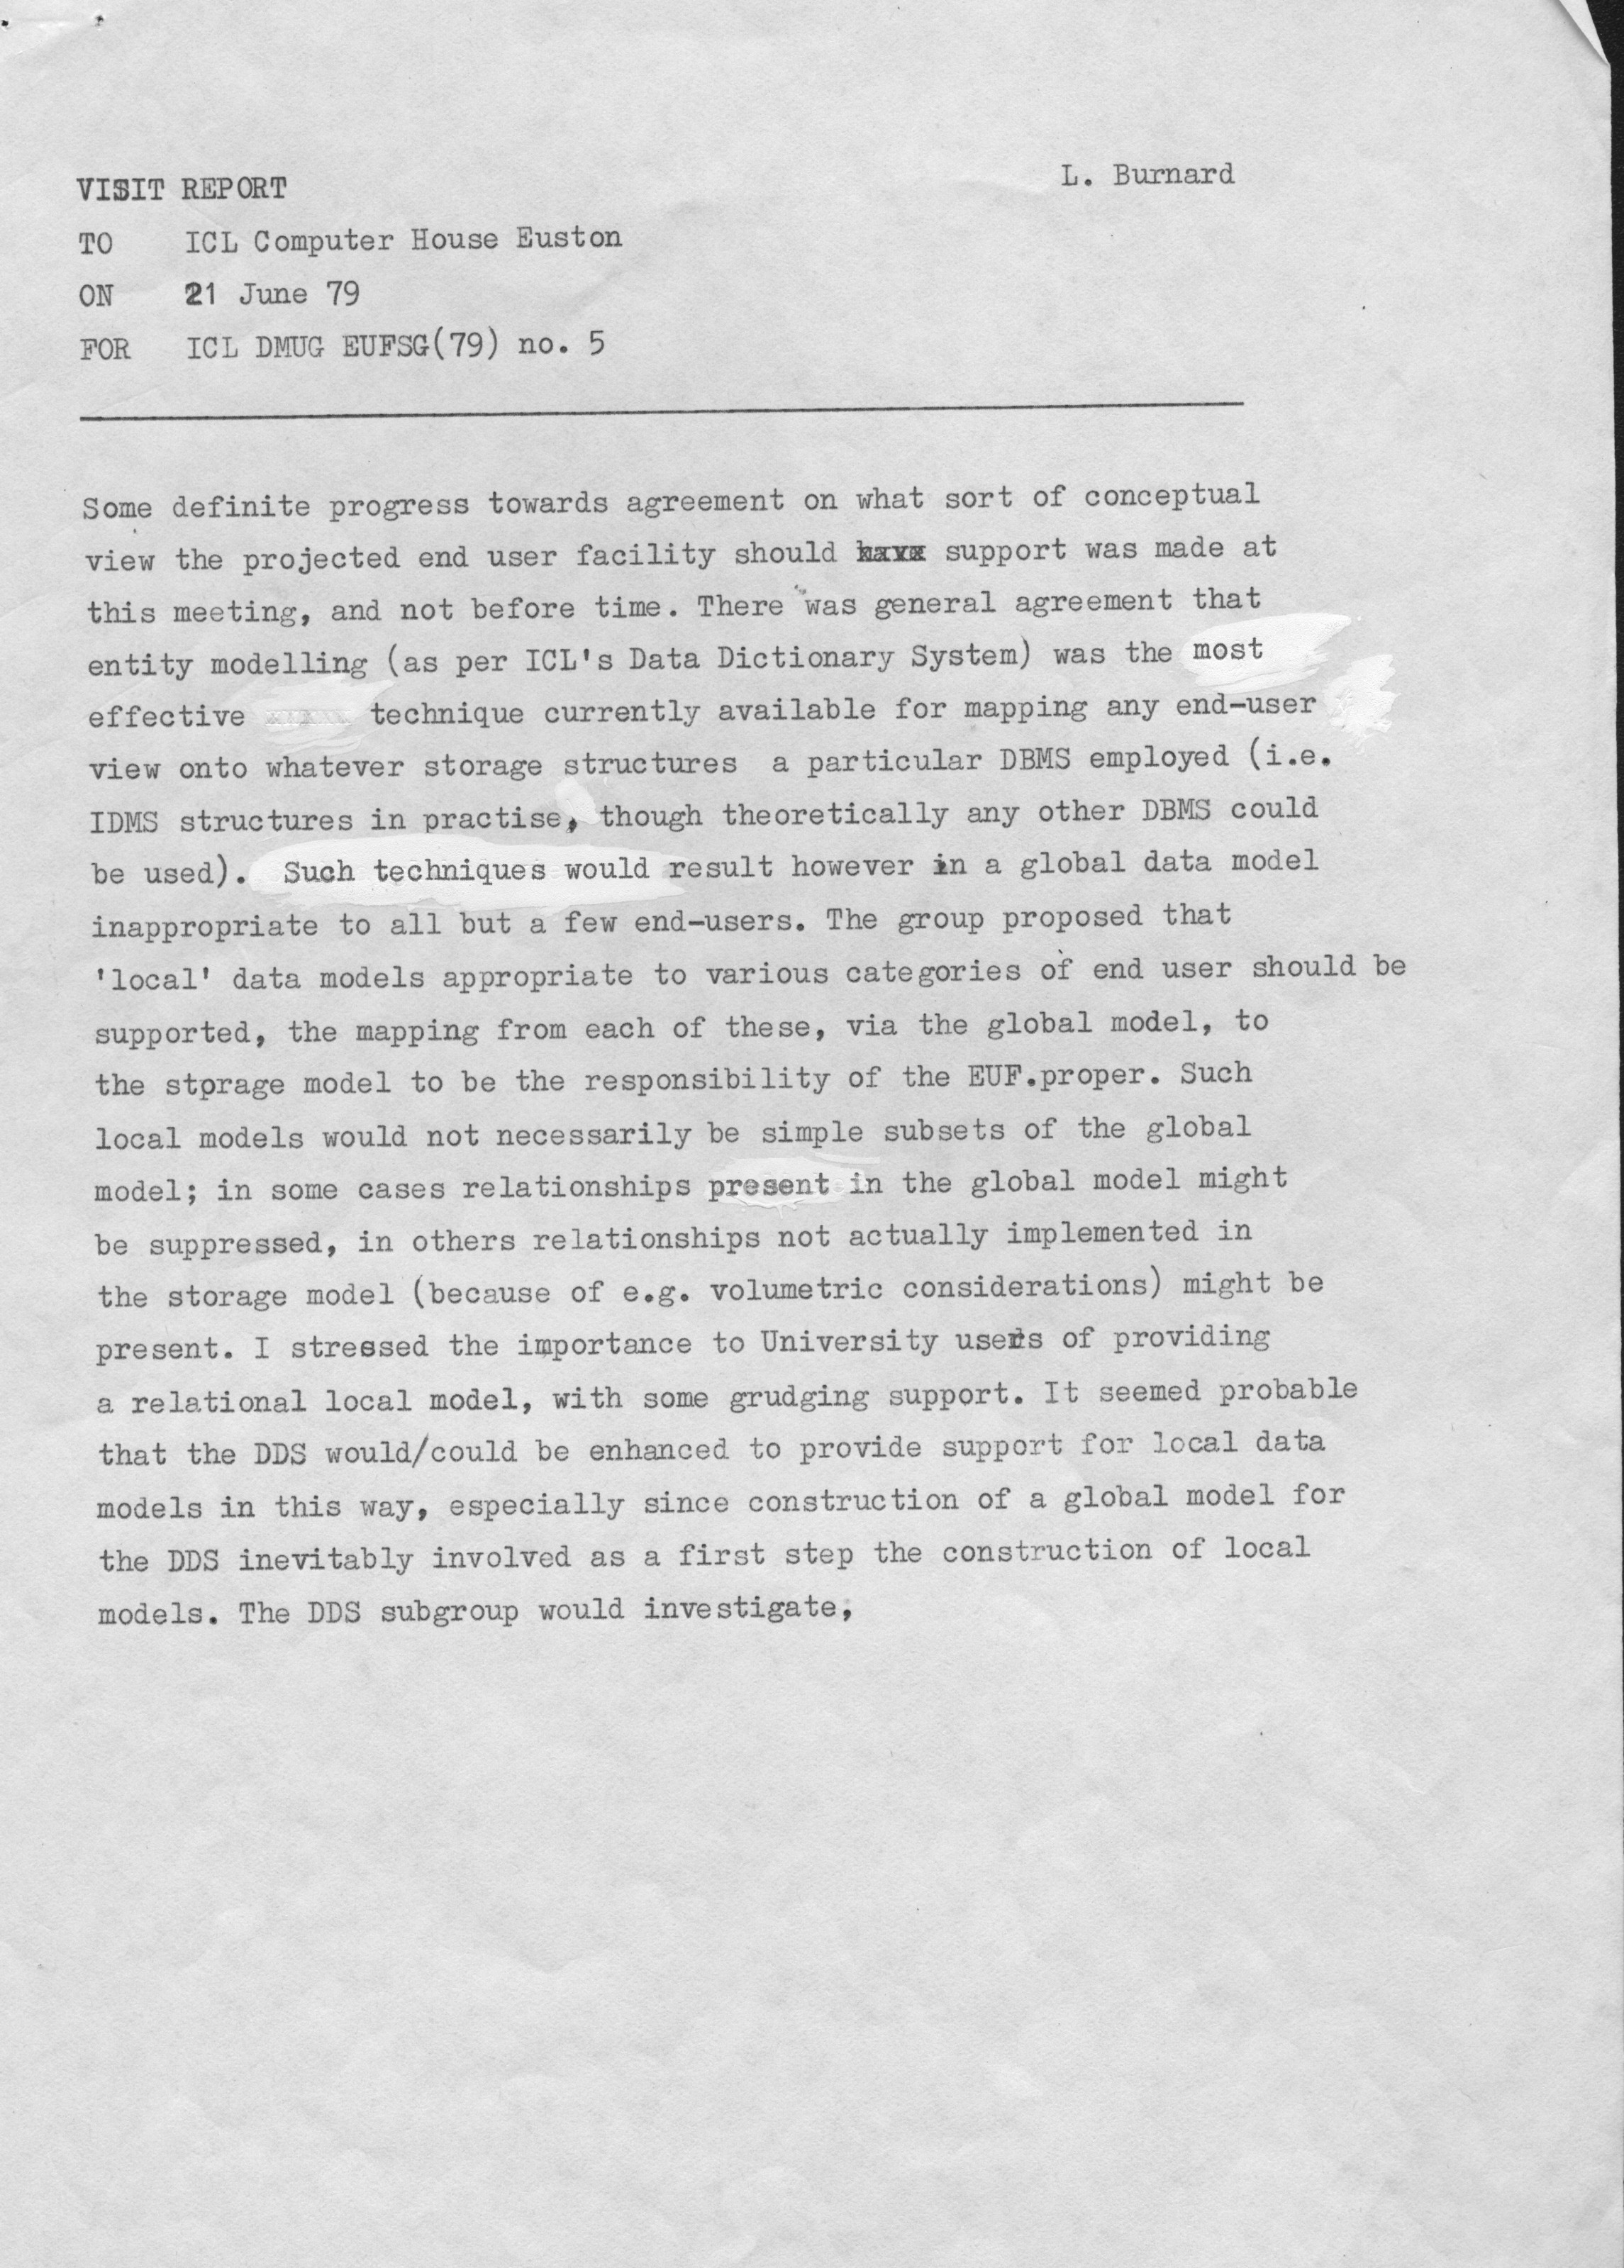 L. Burnard
VISIT REPORT
TO ICL Computer House Euston
ON 21 June 79
FOR ICL DMUG EUFSG(79) no. 5
Some definite progress towards agreement on what sort of conceptual
view the projected end user facility should support was made at
this meeting, and not before time. There was general agreement that
entity modelling (as per ICL's Data Dictionary System) was the most
effective technique currently available for mapping any end-user
view onto whatever storage structures a particular DBMS employed (i.e.
IDMS structures in practise, though theoretically any other DBMS could
be used). Such techniques would result however in a global data model
inappropriate to all but a few end-users. The group proposed that
'local' data models appropriate to various categories of end user should be
supported, the mapping from each of these, via the global model, to
the storage model to be the responsibility of the EUF.proper. Such
local models would not necessarily be simple subsets of the global
model; in some cases relationships present in the global model might
be suppressed, in others relationships not actually implemented in
the storage model (because of e.g. volumetric considerations) might be
present. I stressed the importance to University users of providing
a relational local model, with some grudging support. It seemed probable
that the DDS would/could be enhanced to provide support for local data
models in this way, especially since construction of a global model for
the DDS inevitably involved as a first step the construction of local
models. The DDS subgroup would investigate,